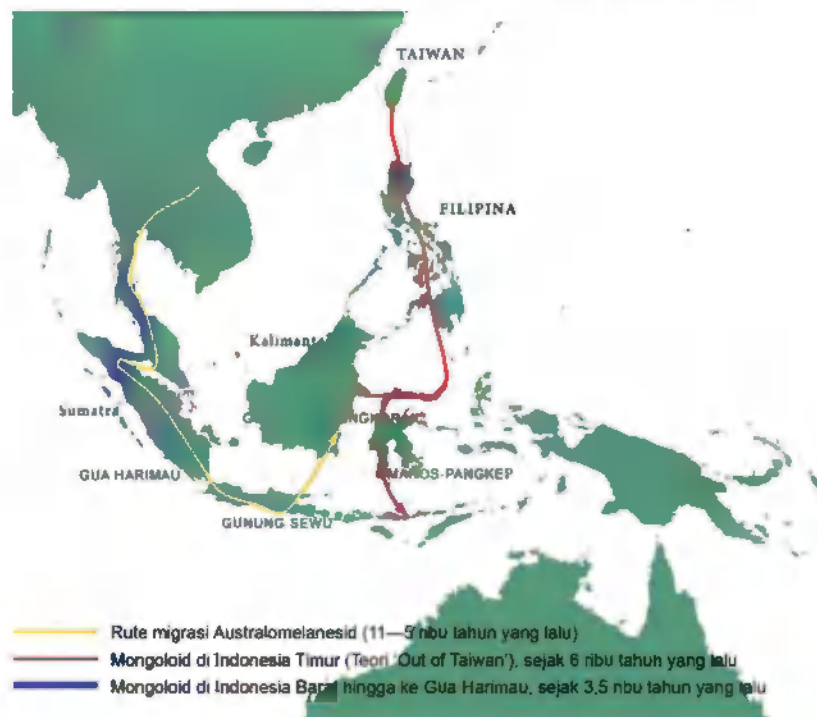 TAIWAN
FILIPINA
Sumatra
GUA HARIMAU
MAROS-PANGKEP
GUNUNG SEWU
Rute migrasi Australomelanesid (11—5 ribu tahun yang lalu)
Mongoloid di Indonesia Timur (Teori 'Out of Taiwan'), sejak 6 ribu tahun yang lalu
Mongoloid di Indonesia Barat hingga ke Gua Harimau, sejak 3,5 ribu tahun yang lalu